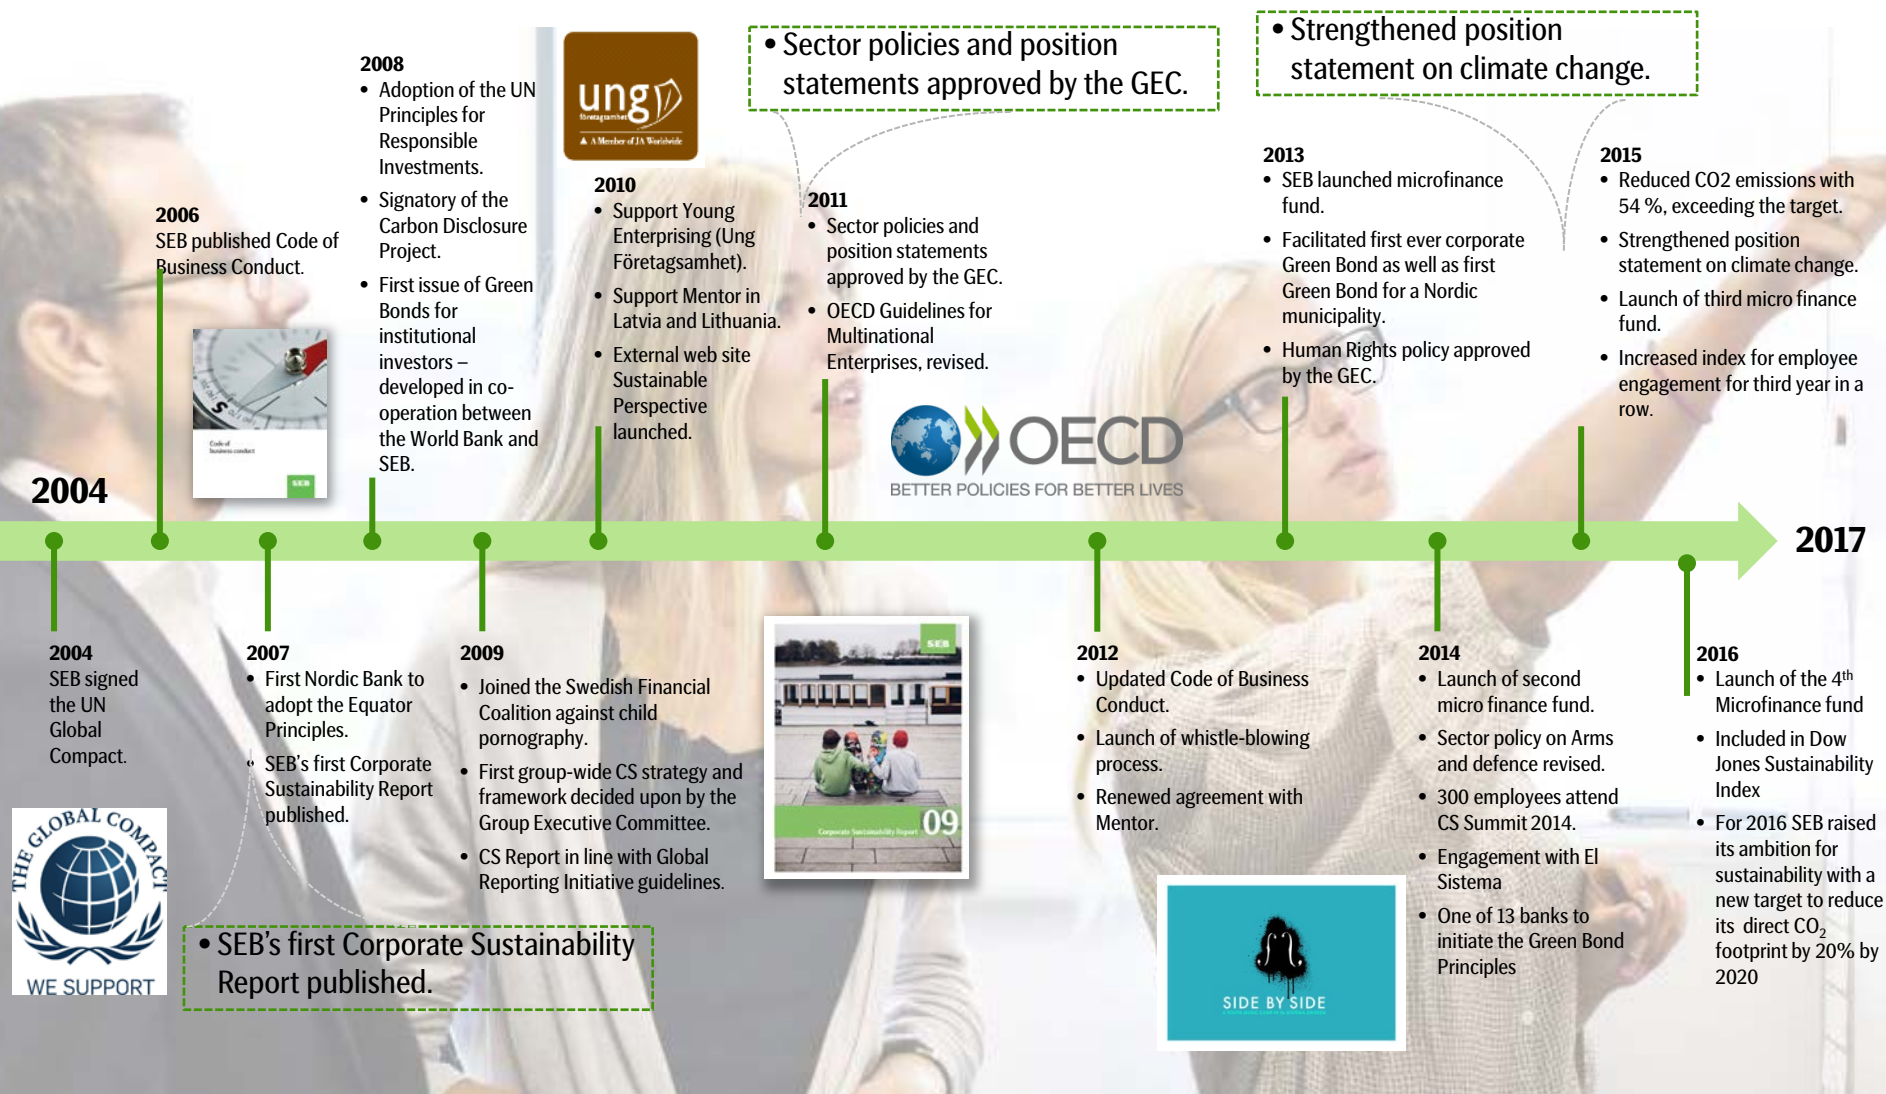 2004
2004
SEB signed
the UN
Global
Compact.
THE GLOBAL COMPACT
WE SUPPORT
2006
SEB published Code of
Business Conduct.
Code of
business conduct
SEB
2007
• First Nordic Bank to
adopt the Equator
Principles.
• SEB's first Corporate
Sustainability Report
published.
• SEB's first Corporate Sustainability
Report published.
2008
• Adoption of the UN
Principles for
Responsible
Investments.
• Signatory of the
Carbon Disclosure
Project.
• First issue of Green
Bonds for
institutional
investors –
developed in co-
operation between
the World Bank and
SEB.
2009
• Joined the Swedish Financial
Coalition against child
pornography.
• First group-wide CS strategy and
framework decided upon by the
Group Executive Committee.
• CS Report in line with Global
Reporting Initiative guidelines.
SEB
Corporate Sustainability Report 09
ung
företagsamhet
A Member of JA Worldwide
2010
• Support Young
Enterprising (Ung
Företagsamhet).
• Support Mentor in
Latvia and Lithuania.
• External web site
Sustainable
Perspective
launched.
• Sector policies and position
statements approved by the GEC.
2011
• Sector policies and
position statements
approved by the GEC.
• OECD Guidelines for
Multinational
Enterprises, revised.
OECD
BETTER POLICIES FOR BETTER LIVES
2012
• Updated Code of Business
Conduct.
• Launch of whistle-blowing
process.
• Renewed agreement with
Mentor.
SIDE BY SIDE
• Strengthened position
statement on climate change.
2013
• SEB launched microfinance
fund.
• Facilitated first ever corporate
Green Bond as well as first
Green Bond for a Nordic
municipality.
• Human Rights policy approved
by the GEC.
2014
• Launch of second
micro finance fund.
• Sector policy on Arms
and defence revised.
• 300 employees attend
CS Summit 2014.
• Engagement with El
Sistema
• One of 13 banks to
initiate the Green Bond
Principles
2015
• Reduced CO2 emissions with
54 %, exceeding the target.
• Strengthened position
statement on climate change.
• Launch of third micro finance
fund.
• Increased index for employee
engagement for third year in a
row.
2016
• Launch of the 4th
Microfinance fund
• Included in Dow
Jones Sustainability
Index
• For 2016 SEB raised
its ambition for
sustainability with a
new target to reduce
its direct CO2
footprint by 20% by
2020
2017